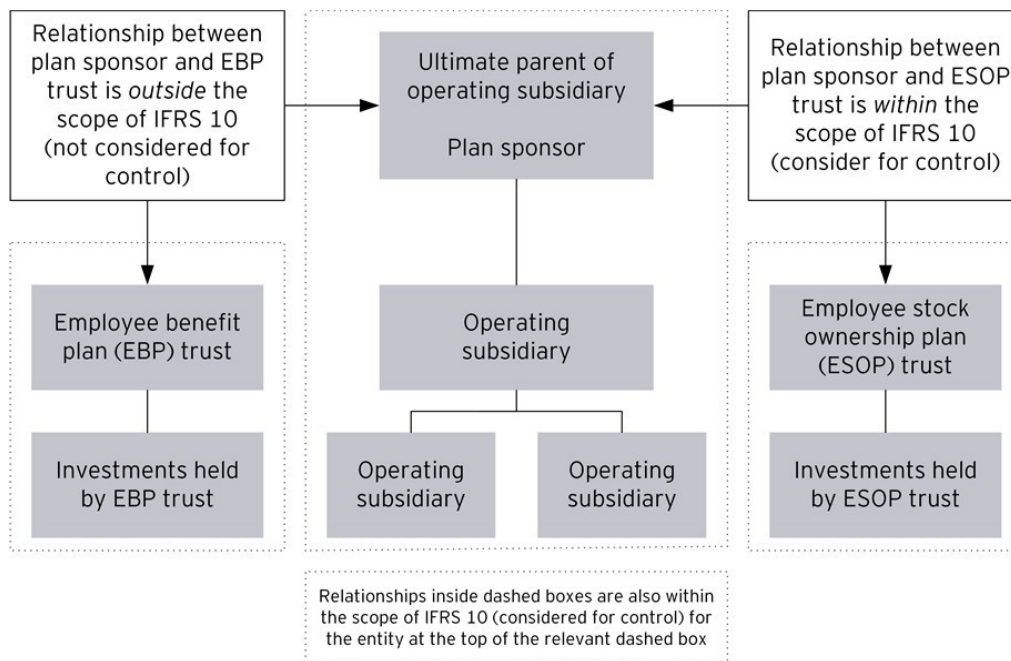 Relationship between
plan sponsor and EBP
trust is outside the
scope of IFRS 10
(not considered for
control)
Ultimate parent of
operating subsidiary
Plan sponsor
Relationship between
plan sponsor and ESOP
trust is within the
scope of IFRS 10
(consider for control)
Employee benefit
plan (EBP) trust
Operating
subsidiary
Employee stock
ownership plan
(ESOP) trust
Investments held
by EBP trust
Operating
subsidiary
Operating
subsidiary
Investments held
by ESOP trust
Relationships inside dashed boxes are also within
the scope of IFRS 10 (considered for control) for
the entity at the top of the relevant dashed box